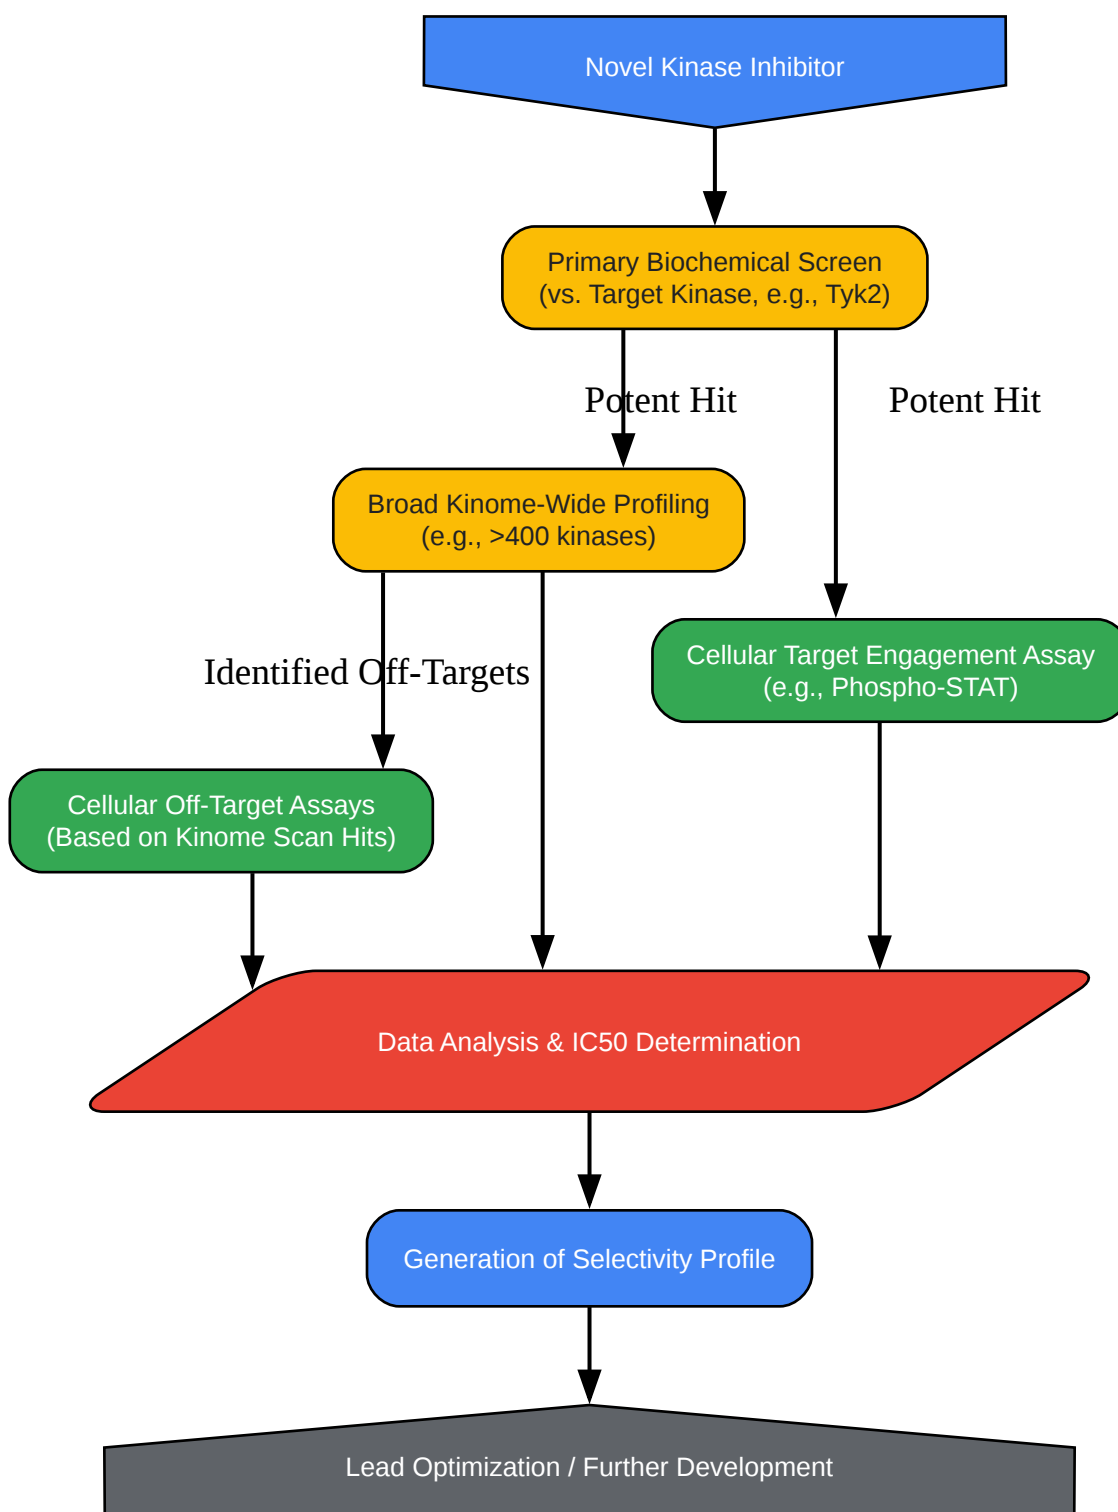 Novel Kinase Inhibitor
Primary Biochemical Screen
(vs. Target Kinase, e.g., Tyk2)
Potent Hit
Potent Hit
Broad Kinome-Wide Profiling
(e.g., >400 kinases)
Cellular Target Engagement Assay
(e.g., Phospho-STAT)
Identified Off-Targets
Cellular Off-Target Assays
(Based on Kinome Scan Hits)
Data Analysis & IC50 Determination
Generation of Selectivity Profile
Lead Optimization / Further Development